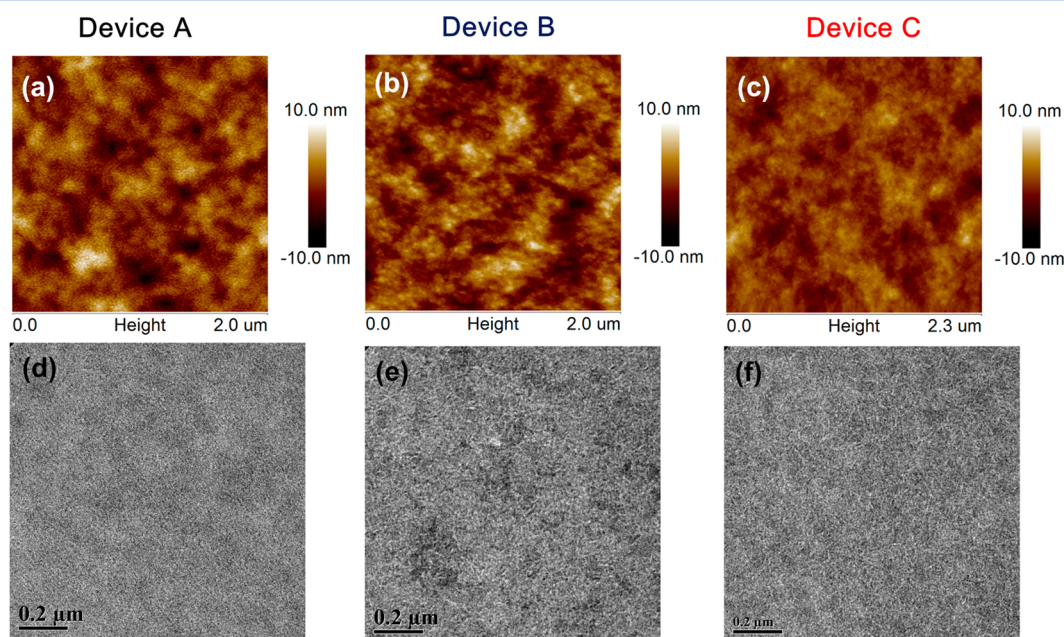 Device A
Device B
Device C
(a)
10.0 nm
-10.0 nm
0.0 Height 2.0 um
(b)
10.0 nm
-10.0 nm
0.0 Height 2.0 um
(c)
10.0 nm
-10.0 nm
0.0 Height 2.3 um
(d)
0.2 μm
(e)
0.2 μm
(f)
0.2 μm